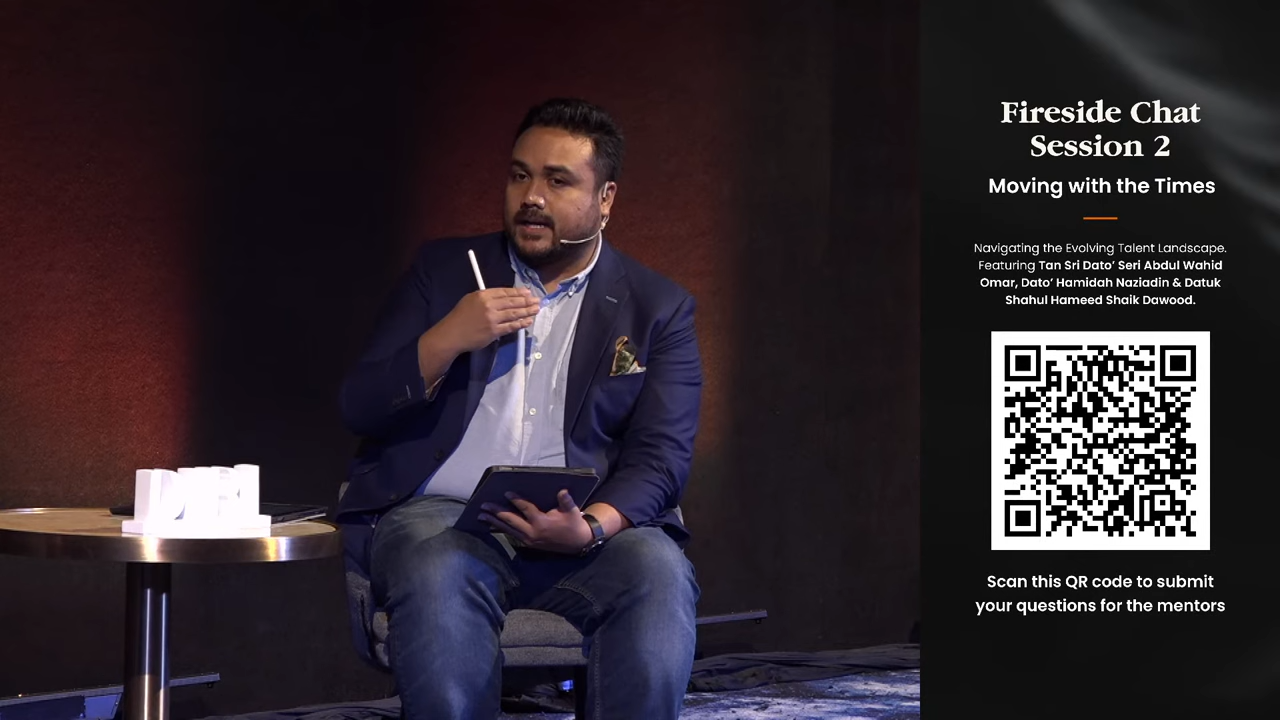 Fireside Chat
Session 2
Moving with the Times
Navigating the Evolving Talent Landscape.
Featuring Tan Sri Dato’ Seri Abdul Wahid
Omar, Dato’ Hamidah Naziadin & Datuk
Shahul Hameed Shaik Dawood.
Scan this QR code to submit
your questions for the mentors